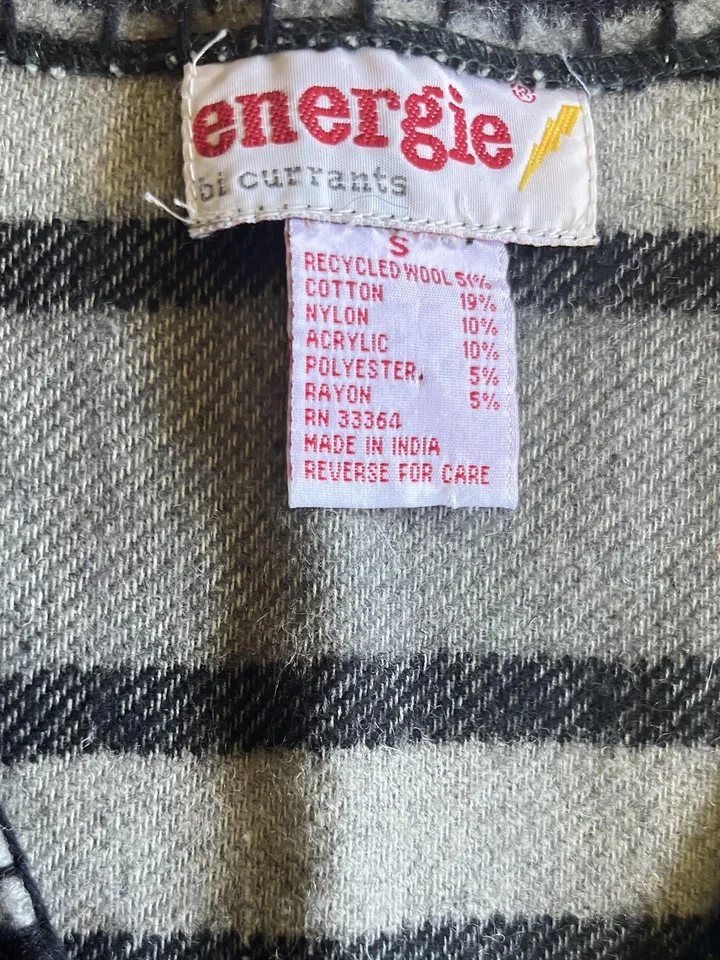 energie®
bi currants
S
RECYCLED WOOL 51%
COTTON 19%
NYLON 10%
ACRYLIC 10%
POLYESTER. 5%
RAYON 5%
RN 33364
MADE IN INDIA
REVERSE FOR CARE